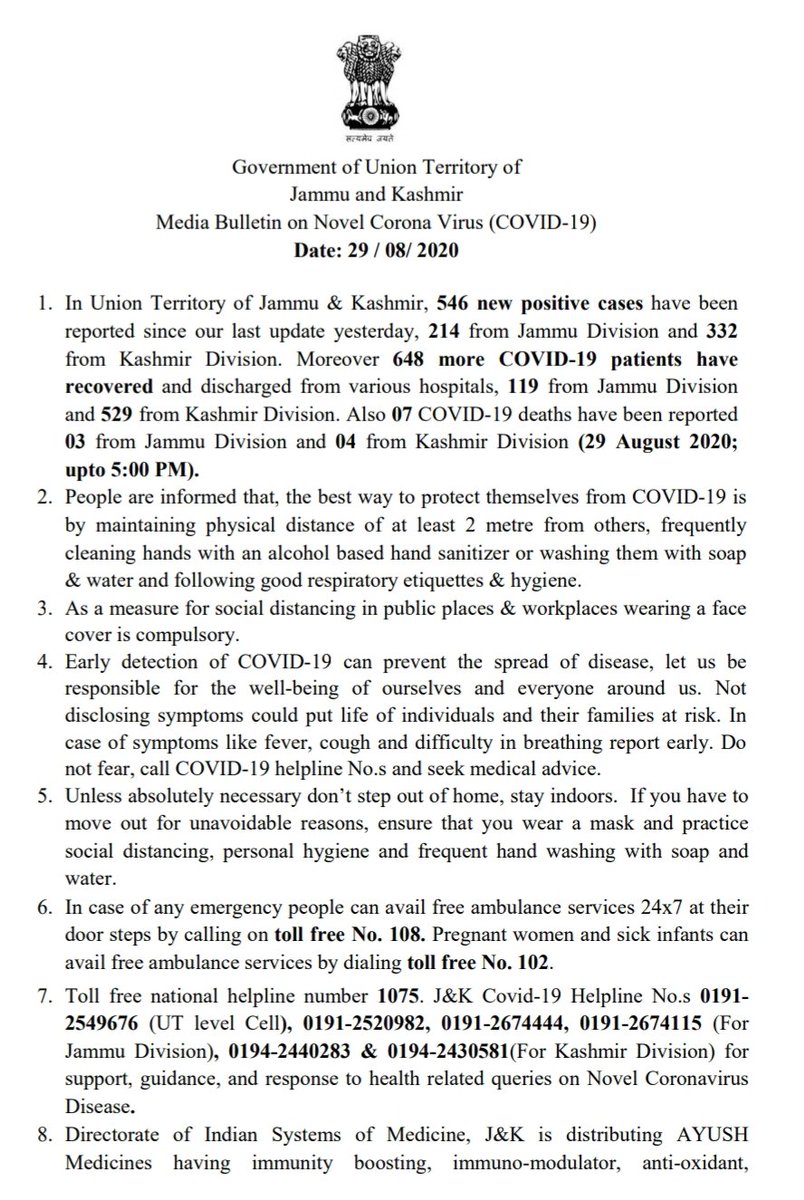 सत्यमेव जयते
Government of Union Territory of
Jammu and Kashmir
Media Bulletin on Novel Corona Virus (COVID-19)
Date: 29 / 08/ 2020
1. In Union Territory of Jammu & Kashmir, 546 new positive cases have been
reported since our last update yesterday, 214 from Jammu Division and 332
from Kashmir Division. Moreover 648 more COVID-19 patients have
recovered and discharged from various hospitals, 119 from Jammu Division
and 529 from Kashmir Division. Also 07 COVID-19 deaths have been reported
03 from Jammu Division and 04 from Kashmir Division (29 August 2020;
upto 5:00 PM).
2. People are informed that, the best way to protect themselves from COVID-19 is
by maintaining physical distance of at least 2 metre from others, frequently
cleaning hands with an alcohol based hand sanitizer or washing them with soap
& water and following good respiratory etiquettes & hygiene.
3. As a measure for social distancing in public places & workplaces wearing a face
cover is compulsory.
4. Early detection of COVID-19 can prevent the spread of disease, let us be
responsible for the well-being of ourselves and everyone around us. Not
disclosing symptoms could put life of individuals and their families at risk. In
case of symptoms like fever, cough and difficulty in breathing report early. Do
not fear, call COVID-19 helpline No.s and seek medical advice.
5. Unless absolutely necessary don’t step out of home, stay indoors. If you have to
move out for unavoidable reasons, ensure that you wear a mask and practice
social distancing, personal hygiene and frequent hand washing with soap and
water.
6. In case of any emergency people can avail free ambulance services 24x7 at their
door steps by calling on toll free No. 108. Pregnant women and sick infants can
avail free ambulance services by dialing toll free No. 102.
7. Toll free national helpline number 1075. J&K Covid-19 Helpline No.s 0191-
2549676 (UT level Cell), 0191-2520982, 0191-2674444, 0191-2674115 (For
Jammu Division), 0194-2440283 & 0194-2430581(For Kashmir Division) for
support, guidance, and response to health related queries on Novel Coronavirus
Disease.
8. Directorate of Indian Systems of Medicine, J&K is distributing AYUSH
Medicines having immunity boosting, immuno-modulator, anti-oxidant,